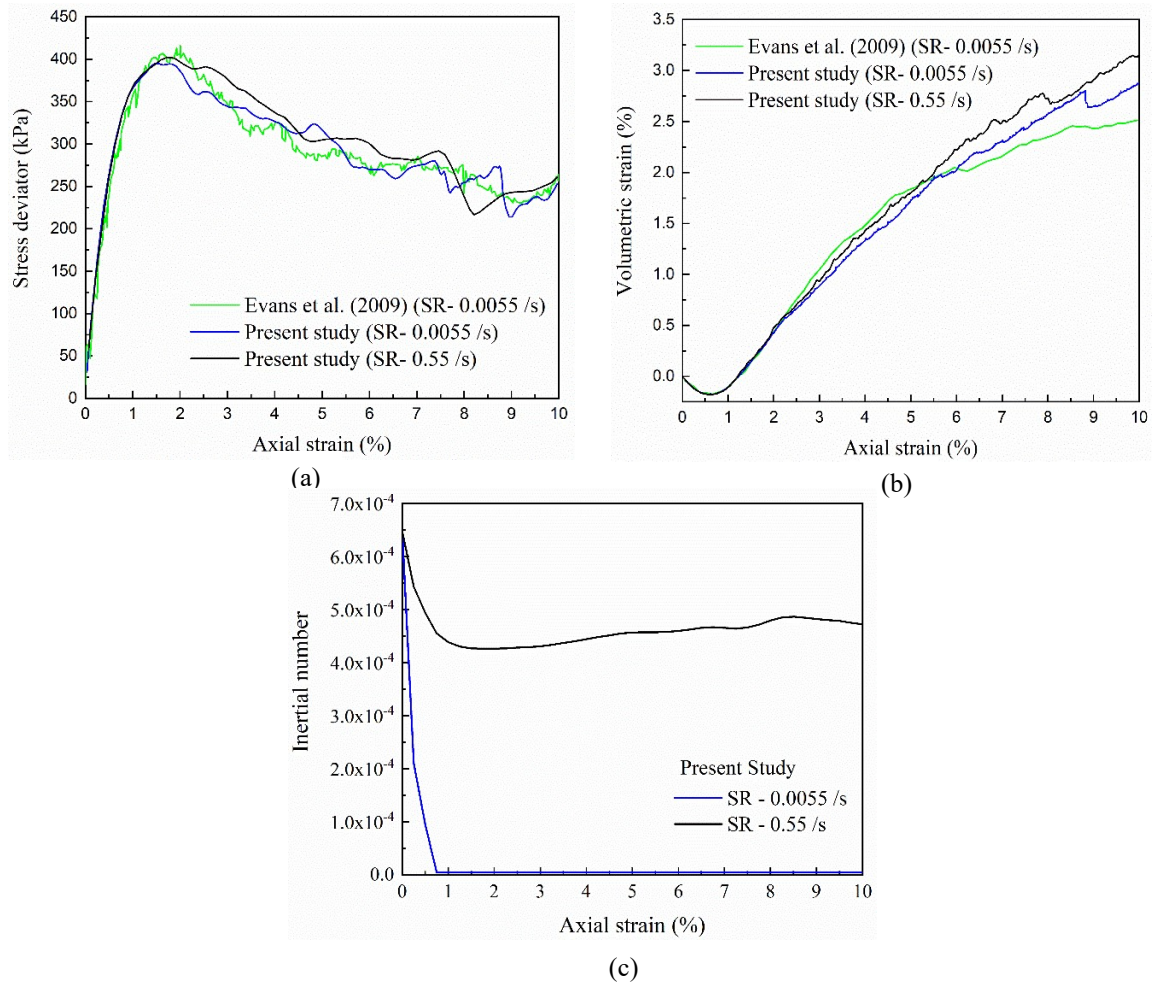 450
400
350
300
250
200
150
100
50
0
Stress deviator (kPa)
Evans et al. (2009) (SR- 0.0055 /s)
Present study (SR- 0.0055 /s)
Present study (SR- 0.55 /s)
0 1 2 3 4 5 6 7 8 9 10
Axial strain (%)
(a)
3.5
3.0
2.5
2.0
1.5
1.0
0.5
0.0
Volumetric strain (%)
Evans et al. (2009) (SR- 0.0055 /s)
Present study (SR- 0.0055 /s)
Present study (SR- 0.55 /s)
0 1 2 3 4 5 6 7 8 9 10
Axial strain (%)
(b)
7.0x10⁻⁴
6.0x10⁻⁴
5.0x10⁻⁴
4.0x10⁻⁴
3.0x10⁻⁴
2.0x10⁻⁴
1.0x10⁻⁴
0.0
Inertial number
Present Study
SR - 0.0055 /s
SR - 0.55 /s
0 1 2 3 4 5 6 7 8 9 10
Axial strain (%)
(c)